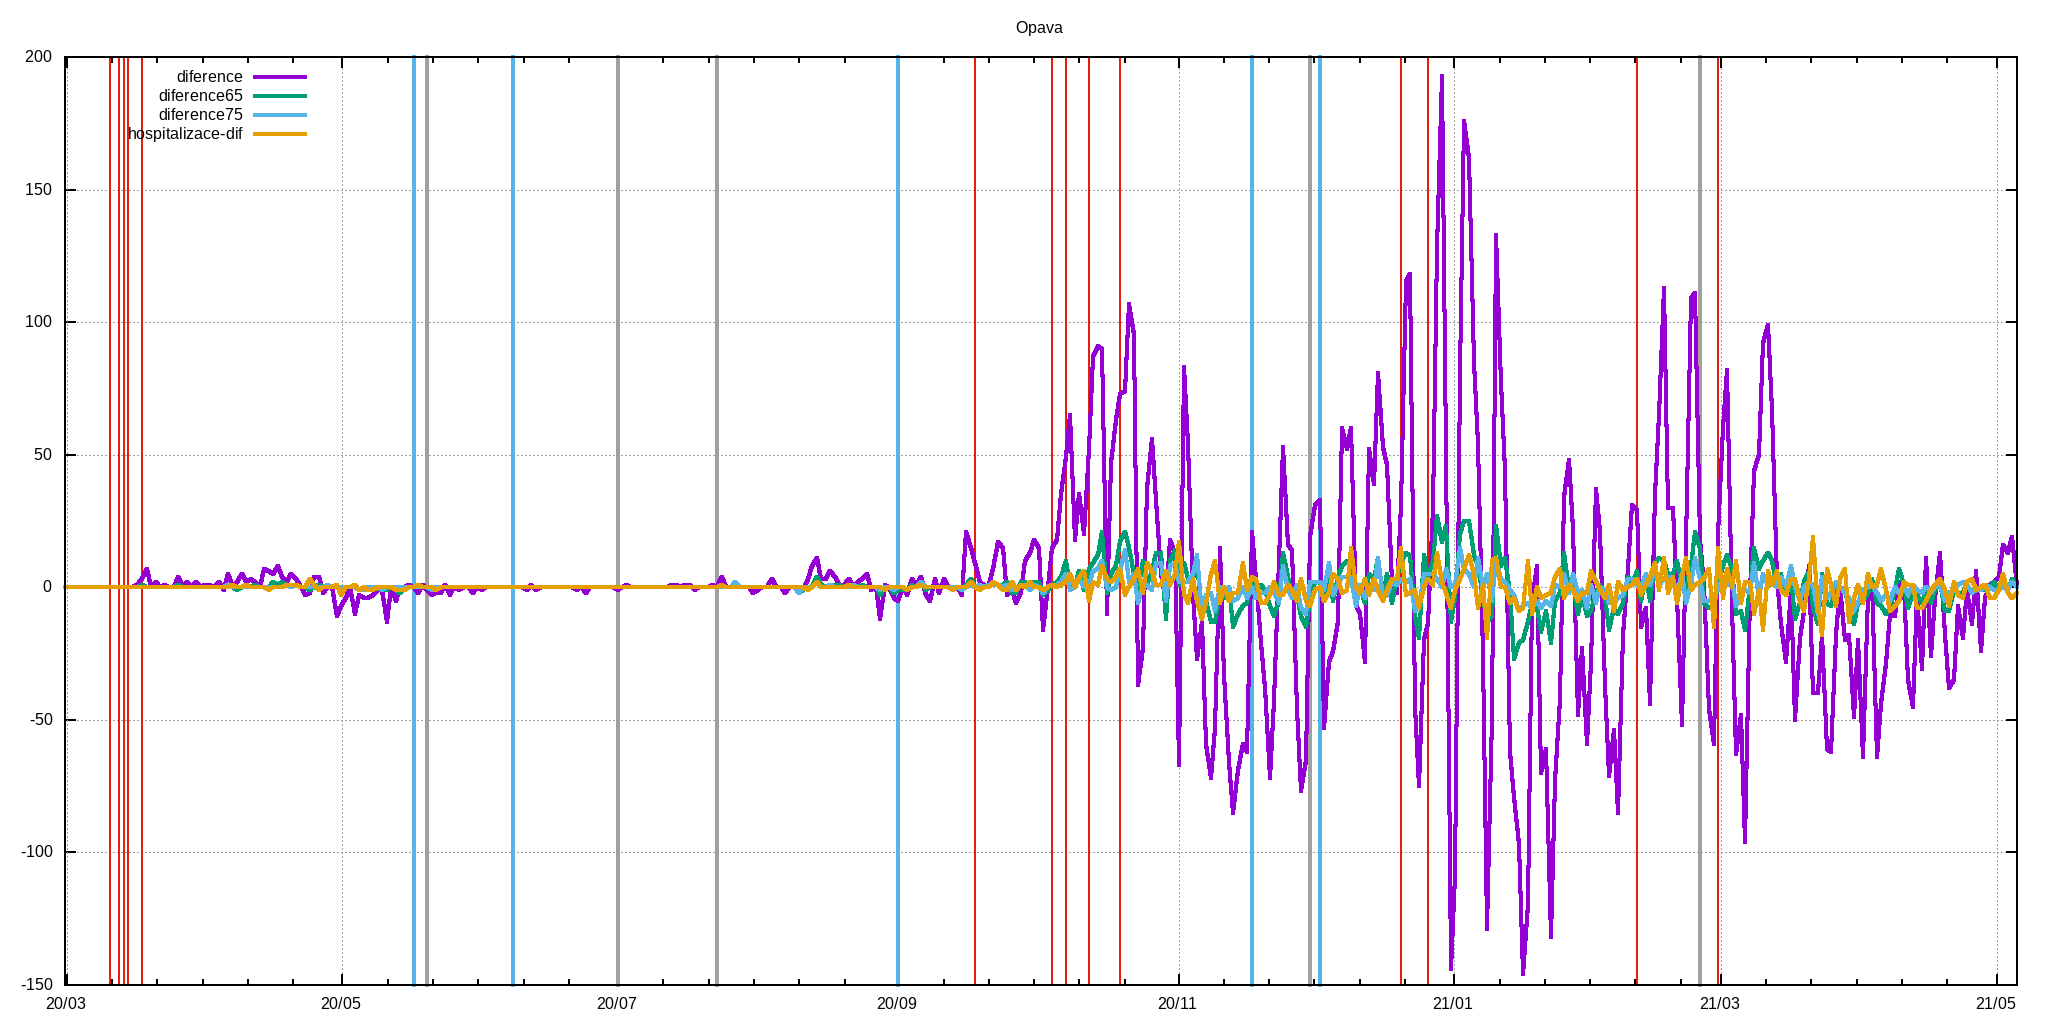 Opava
200
diference
diference65
diference75
hospitalizace-dif
150
100
50
0
-50
-100
-150
20/03 20/05 20/07 20/09 20/11 21/01 21/03 21/05